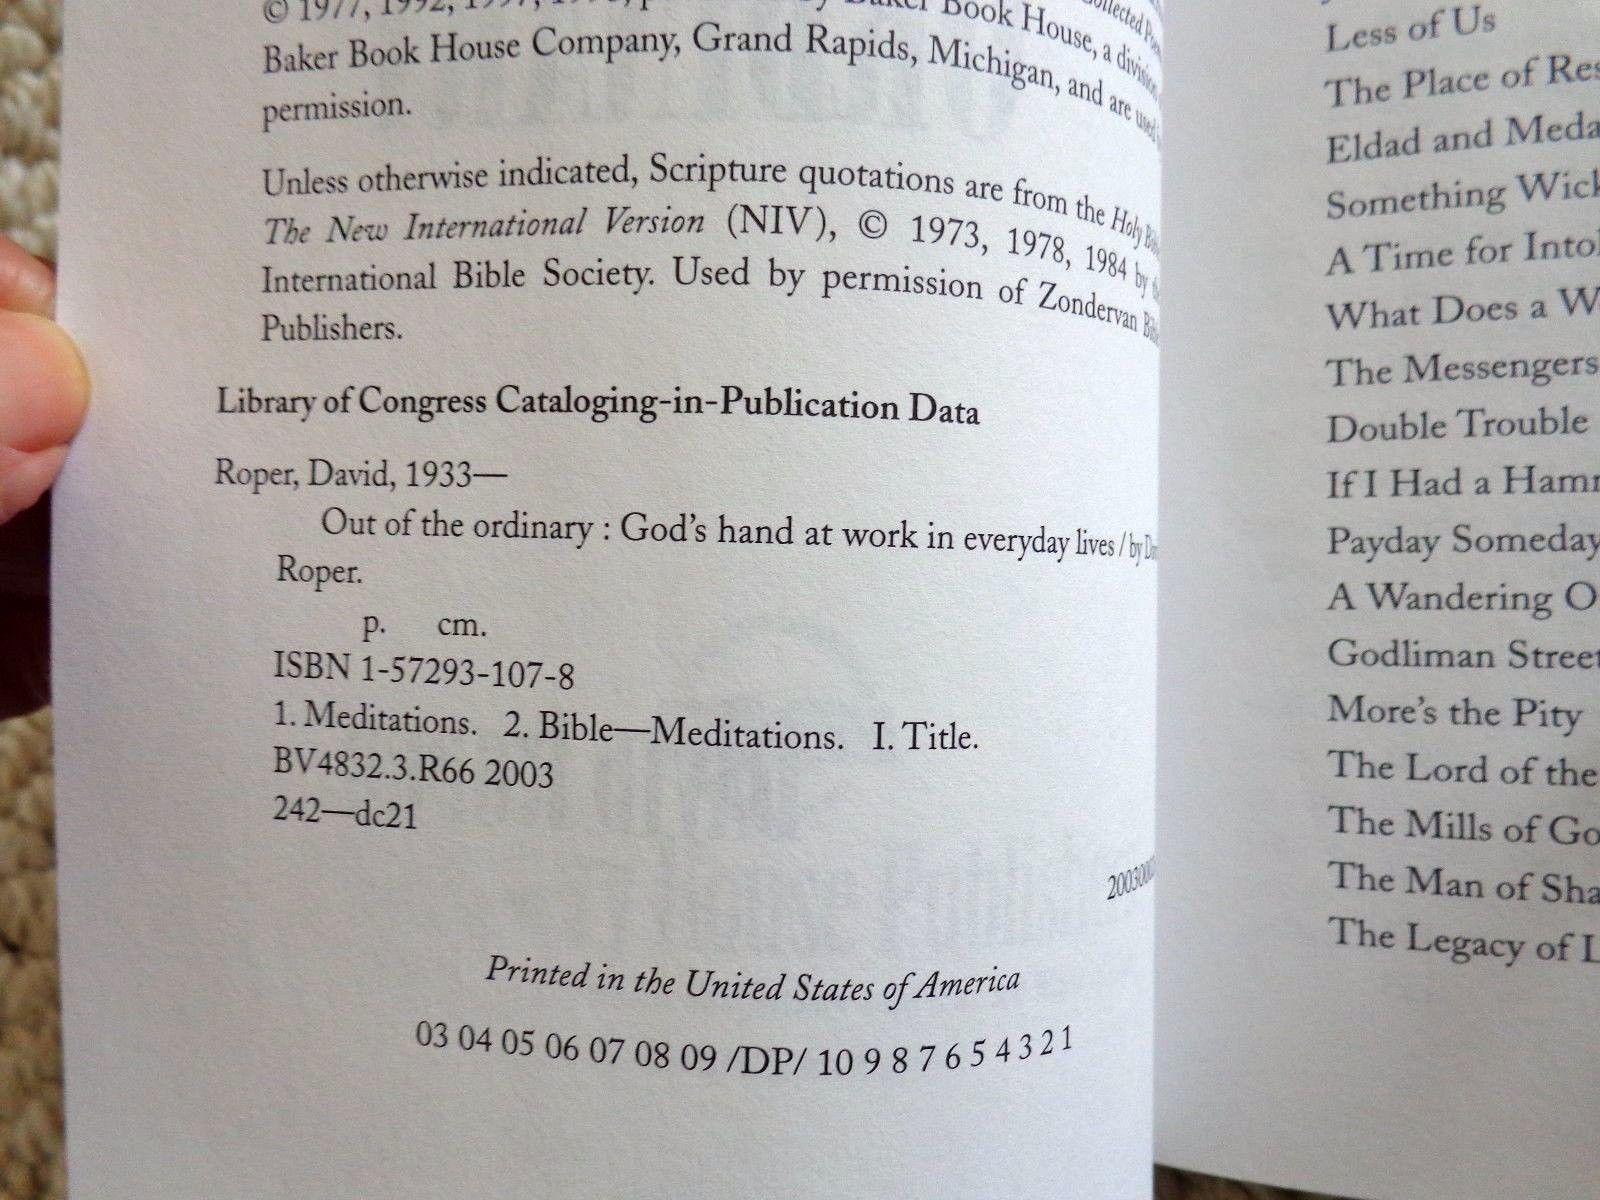 © 1977, 1992, Baker Book House, a division
Baker Book House Company, Grand Rapids, Michigan, and are used
permission.
Unless otherwise indicated, Scripture quotations are from the Holy
The New International Version (NIV), © 1973, 1978, 1984 by
International Bible Society. Used by permission of Zondervan
Publishers.
Library of Congress Cataloging-in-Publication Data
Roper, David, 1933—
Out of the ordinary : God's hand at work in everyday lives / by
Roper.
p. cm.
ISBN 1-57293-107-8
1. Meditations. 2. Bible—Meditations. I. Title.
BV4832.3.R66 2003
242—dc21
Printed in the United States of America
03 04 05 06 07 08 09 /DP/ 10 9 8 7 6 5 4 3 2 1
Less of Us
The Place of
Eldad and
Something
A Time for
What Does a
The Messengers
Double Trouble
If I Had a
Payday Someday
A Wandering
Godliman Street
More's the Pity
The Lord of the
The Mills of
The Man of
The Legacy of